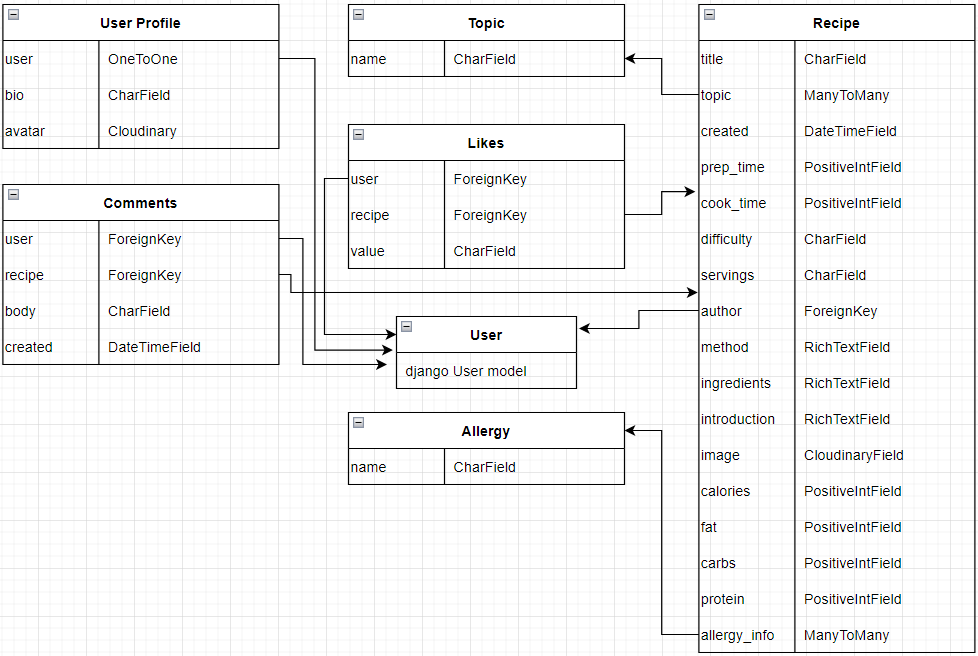 User Profile
user OneToOne
bio CharField
avatar Cloudinary
Comments
user ForeignKey
recipe ForeignKey
body CharField
created DateTimeField
Topic
name CharField
Likes
user ForeignKey
recipe ForeignKey
value CharField
User
django User model
Allergy
name CharField
Recipe
title CharField
topic ManyToMany
created DateTimeField
prep_time PositiveIntField
cook_time PositiveIntField
difficulty CharField
servings CharField
author ForeignKey
method RichTextField
ingredients RichTextField
introduction RichTextField
image CloudinaryField
calories PositiveIntField
fat PositiveIntField
carbs PositiveIntField
protein PositiveIntField
allergy_info ManyToMany